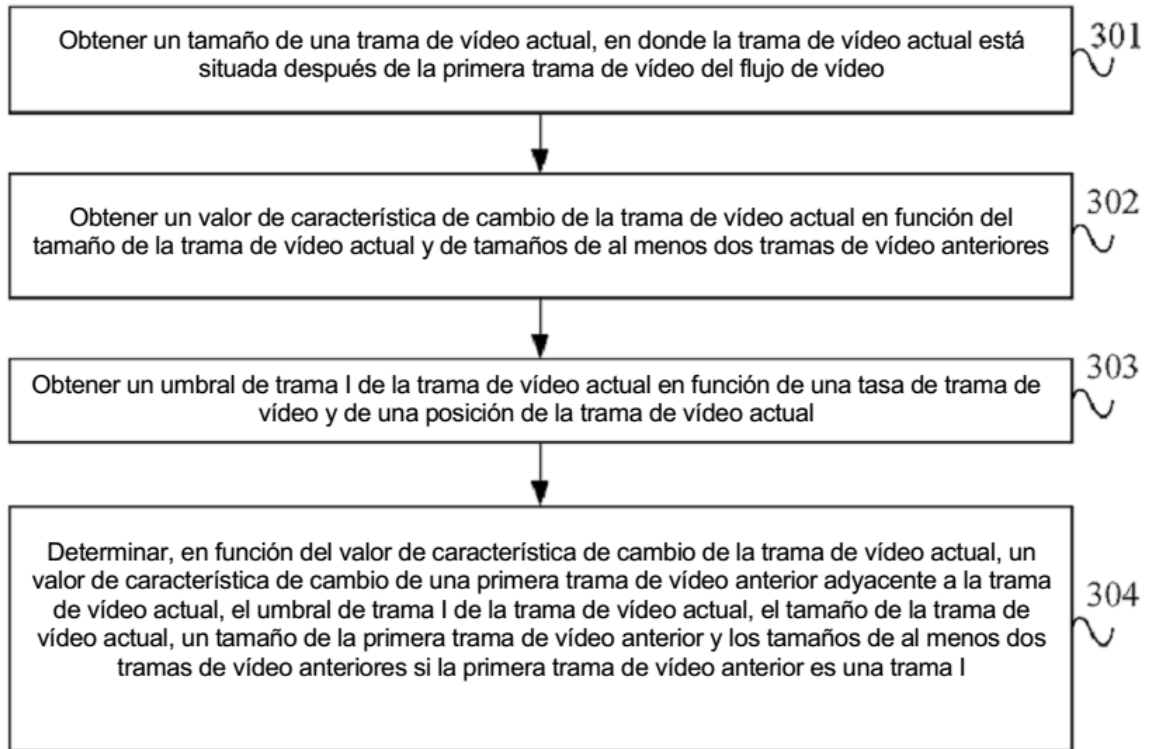 Obtener un tamaño de una trama de vídeo actual, en donde la trama de vídeo actual está
situada después de la primera trama de vídeo del flujo de vídeo
301
Obtener un valor de característica de cambio de la trama de vídeo actual en función del
tamaño de la trama de vídeo actual y de tamaños de al menos dos tramas de vídeo anteriores
302
Obtener un umbral de trama I de la trama de vídeo actual en función de una tasa de trama de
vídeo y de una posición de la trama de vídeo actual
303
Determinar, en función del valor de característica de cambio de la trama de vídeo actual, un
valor de característica de cambio de una primera trama de vídeo anterior adyacente a la trama
de vídeo actual, el umbral de trama I de la trama de vídeo actual, el tamaño de la trama de
vídeo actual, un tamaño de la primera trama de vídeo anterior y los tamaños de al menos dos
tramas de vídeo anteriores si la primera trama de vídeo anterior es una trama I
304